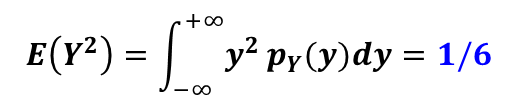 E(Y²) = ∫_{-∞}^{+∞} y² p_Y(y)dy = 1/6